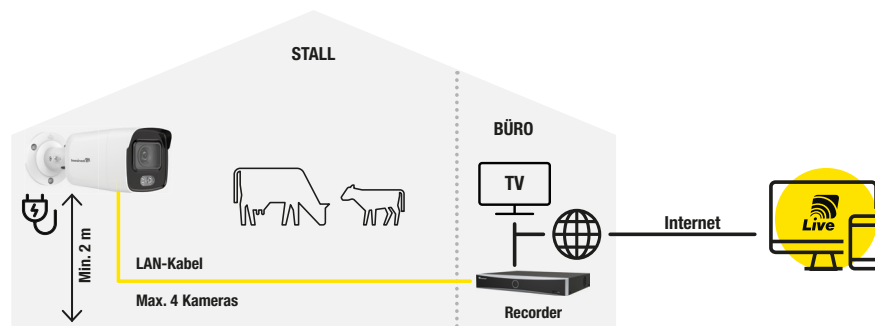 STALL
BÜRO
TV
Min. 2 m
LAN-Kabel
Max. 4 Kameras
Recorder
Internet
Live